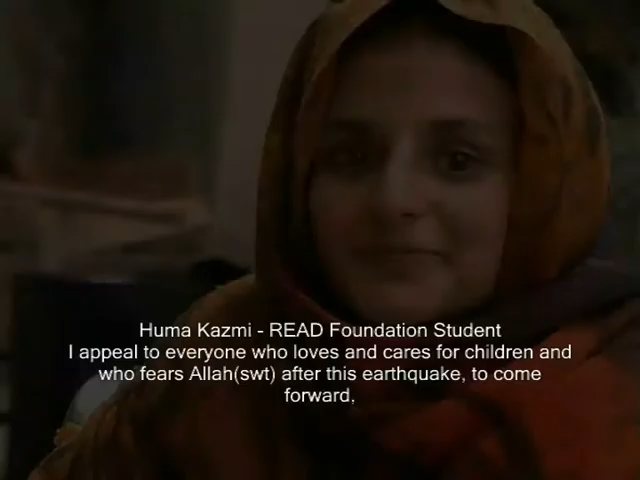 Huma Kazmi - READ Foundation Student
I appeal to everyone who loves and cares for children and
who fears Allah(swt) after this earthquake, to come
forward,